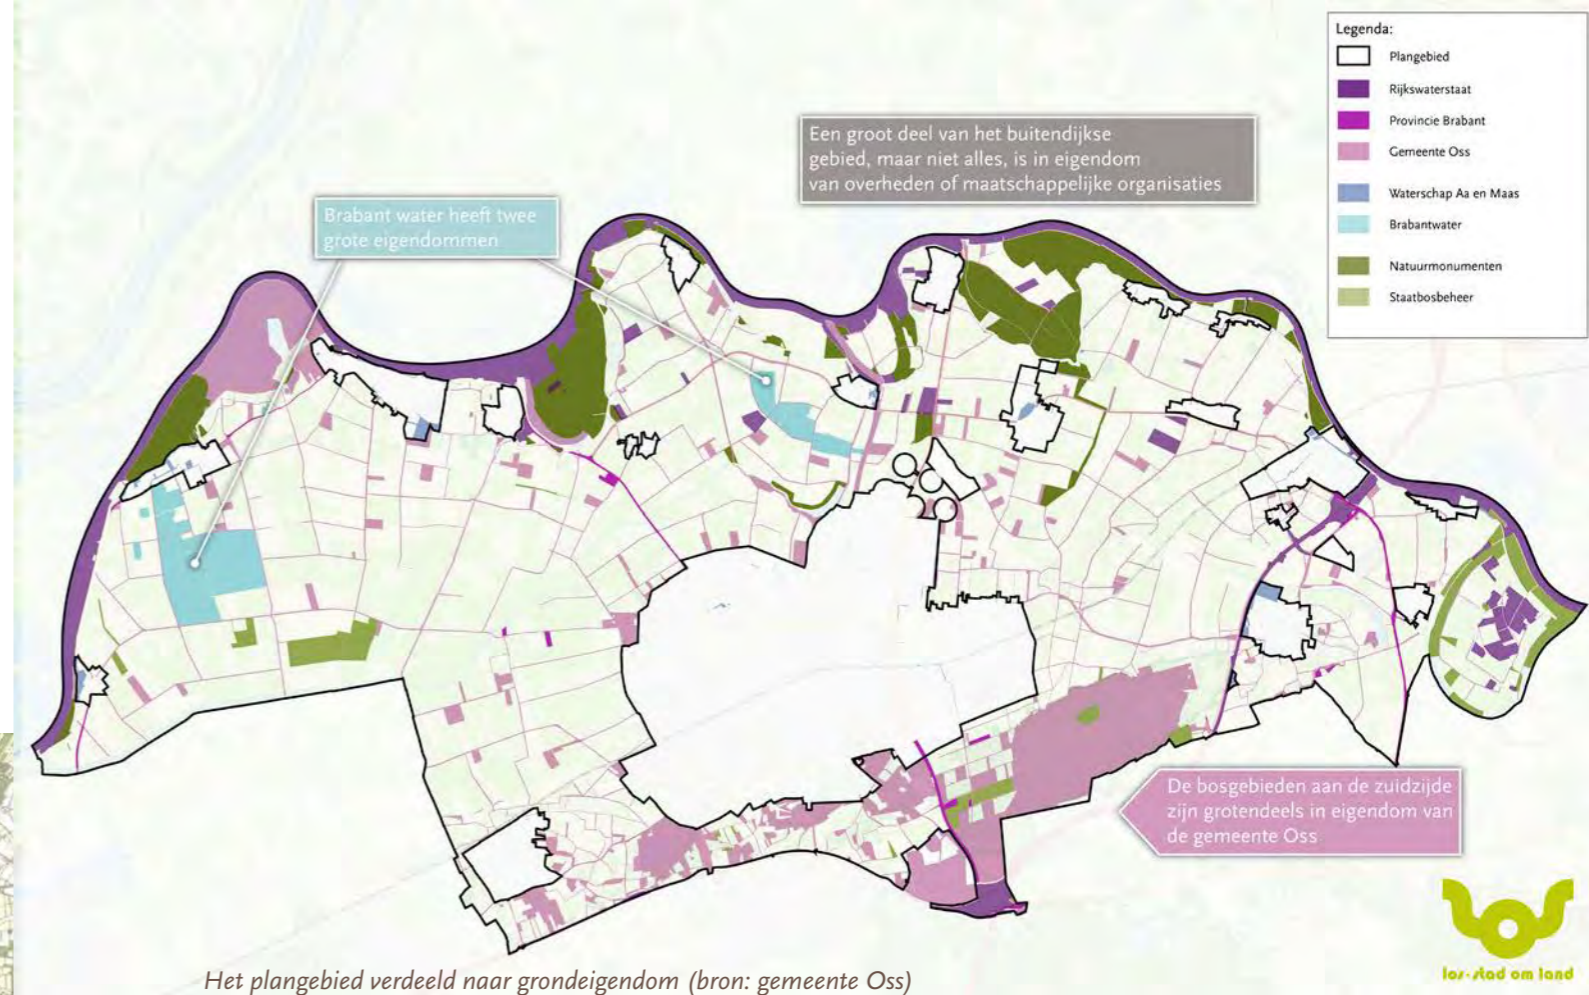 Legenda:
Plangebied
Rijkswaterstaat
Provincie Brabant
Gemeente Oss
Waterschap Aa en Maas
Brabantwater
Natuurmonumenten
Staatbosbeheer
Een groot deel van het buitendijkse
gebied, maar niet alles, is in eigendom
van overheden of maatschappelijke organisaties
Brabant water heeft twee
grote eigendommen
De bosgebieden aan de zuidzijde
zijn grotendeels in eigendom van
de gemeente Oss
los-stad om land
Het plangebied verdeeld naar grondeigendom (bron: gemeente Oss)